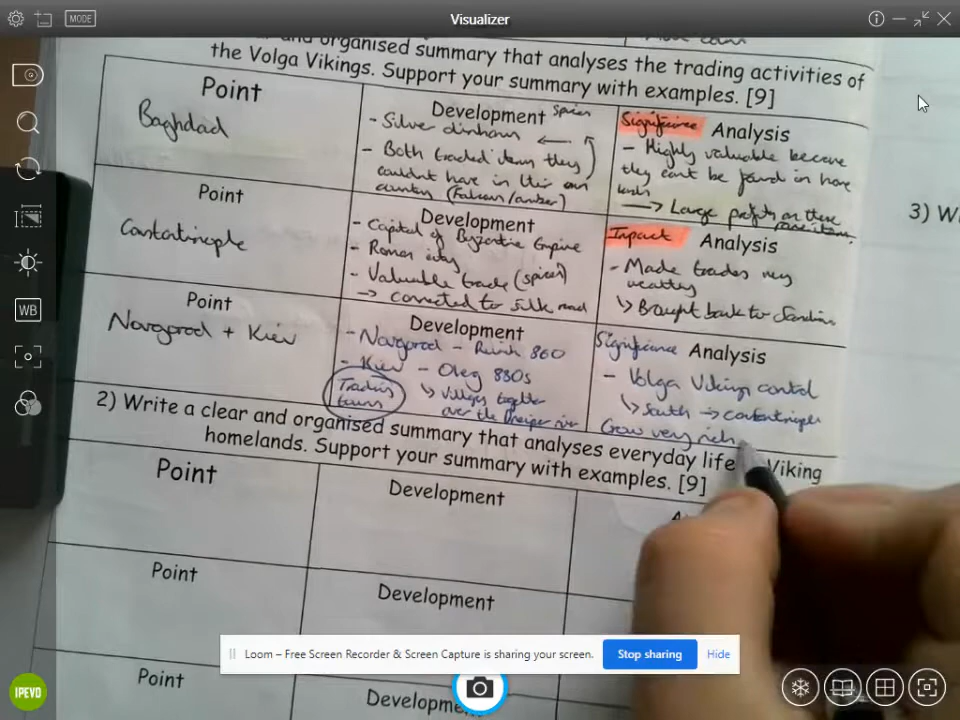 MODE
Visualizer
and organised summary that analyses the trading activities of
the Volga Vikings. Support your summary with examples. [9]
Point
Baghdad
Development
Spices
- Silver dirhams
- Both traded items they
couldn't have in their own
country (Falcon/amber)
Significance Analysis
- Highly valuable because
they can't be found in home
→ Large profits on these
Point
Constantinople
Development
- Capital of Byzantine Empire
- Roman city
- Valuable trade (spices)
→ connected to silk road
Impact Analysis
- Made traders very
wealthy
↳ Brought back to Scandinavia
Point
Novgorod + Kiev
Development
- Novgorod - Rurik 860
- Kiev - Oleg 880s
Trading
towns
↳ Villages together
over the Dnieper river
Significance Analysis
- Volga Vikings control
↳ South → Constantinople
Grow very rich
3) Wr
2) Write a clear and organised summary that analyses everyday life Viking
homelands. Support your summary with examples. [9]
Point
Development
Point
Development
Point
Development
WB
Loom – Free Screen Recorder & Screen Capture is sharing your screen.
Stop sharing
Hide
IPEVO